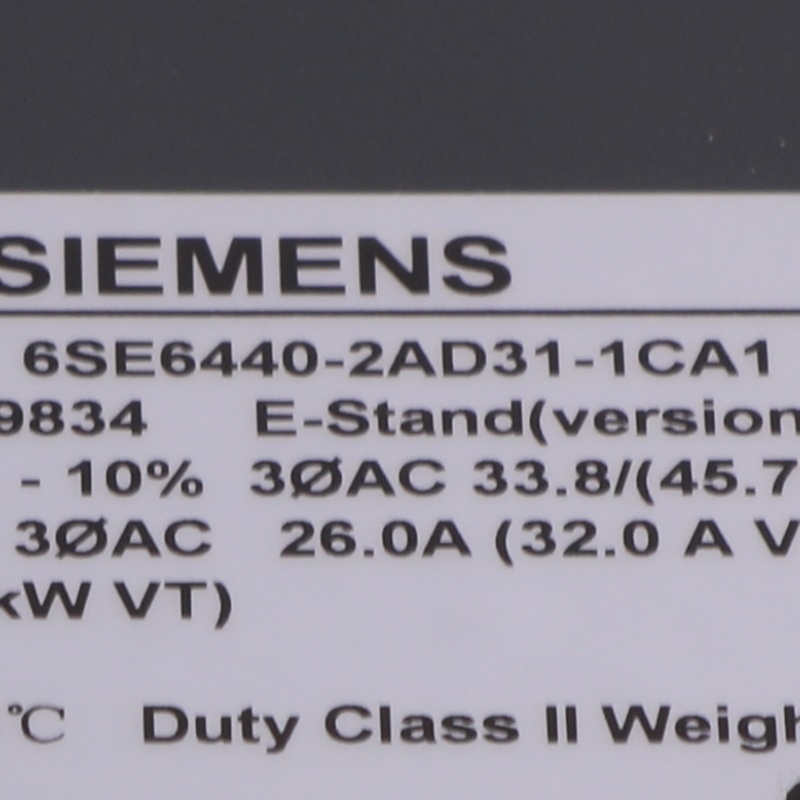 SIEMENS
6SE6440-2AD31-1CA1
9834 E-Stand(version
- 10% 3ØAC 33.8/(45.7
3ØAC 26.0A (32.0 A V
kW VT)
℃ Duty Class II Weigh